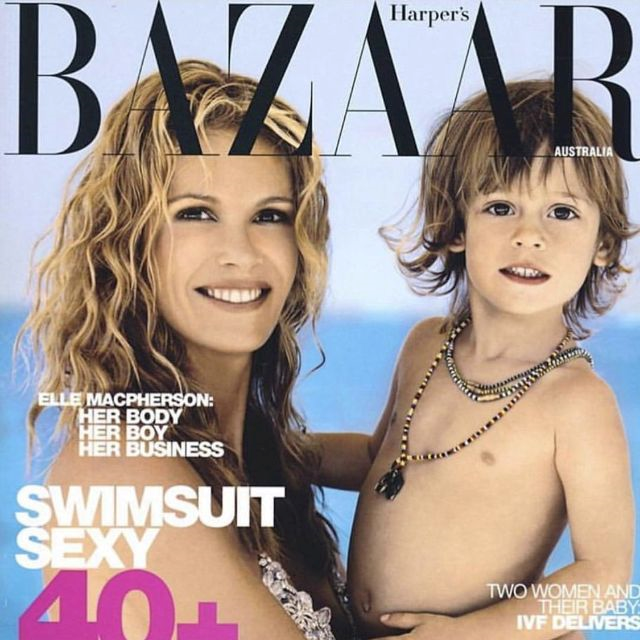 Harper's
BAZAAR
AUSTRALIA
ELLE MACPHERSON:
HER BODY
HER BOY
HER BUSINESS
SWIMSUIT
SEXY
40+
TWO WOMEN AND
THEIR BABY:
IVF DELIVERS